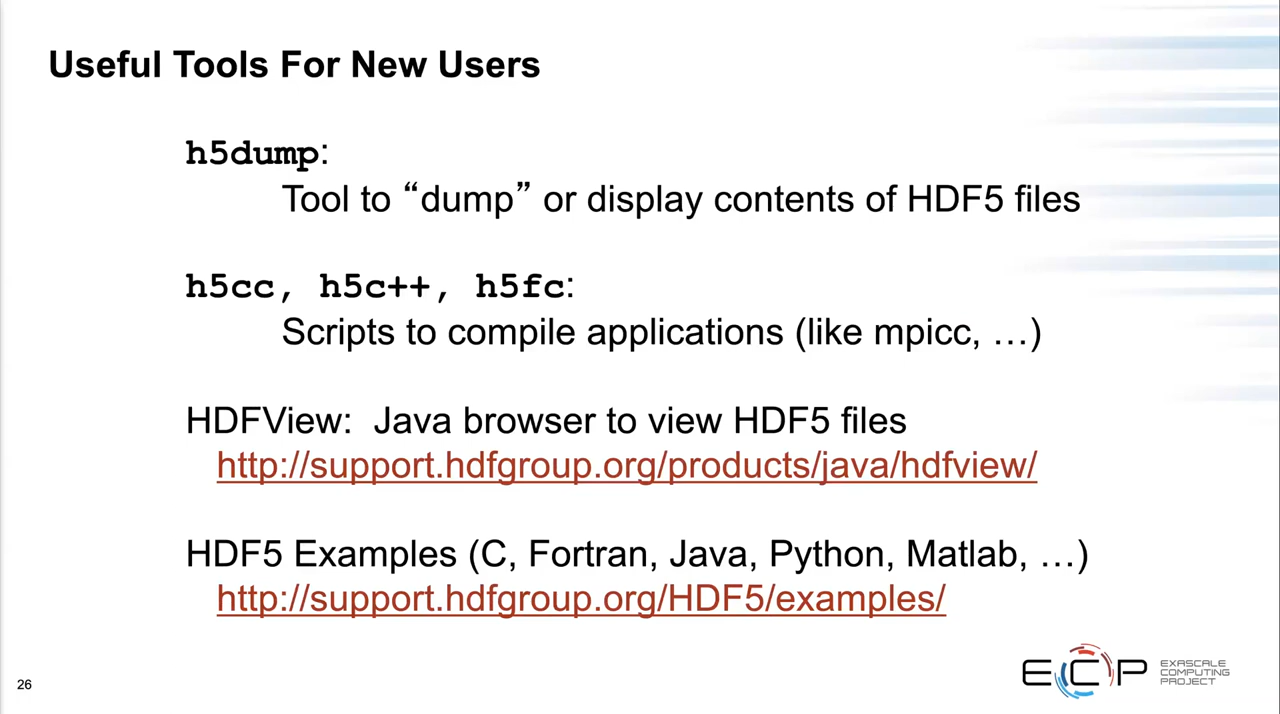 Useful Tools For New Users
h5dump:
Tool to “dump” or display contents of HDF5 files
h5cc, h5c++, h5fc:
Scripts to compile applications (like mpicc, …)
HDFView:  Java browser to view HDF5 files
http://support.hdfgroup.org/products/java/hdfview/
HDF5 Examples (C, Fortran, Java, Python, Matlab, …)
http://support.hdfgroup.org/HDF5/examples/
26
ECP
EXASCALE
COMPUTING
PROJECT